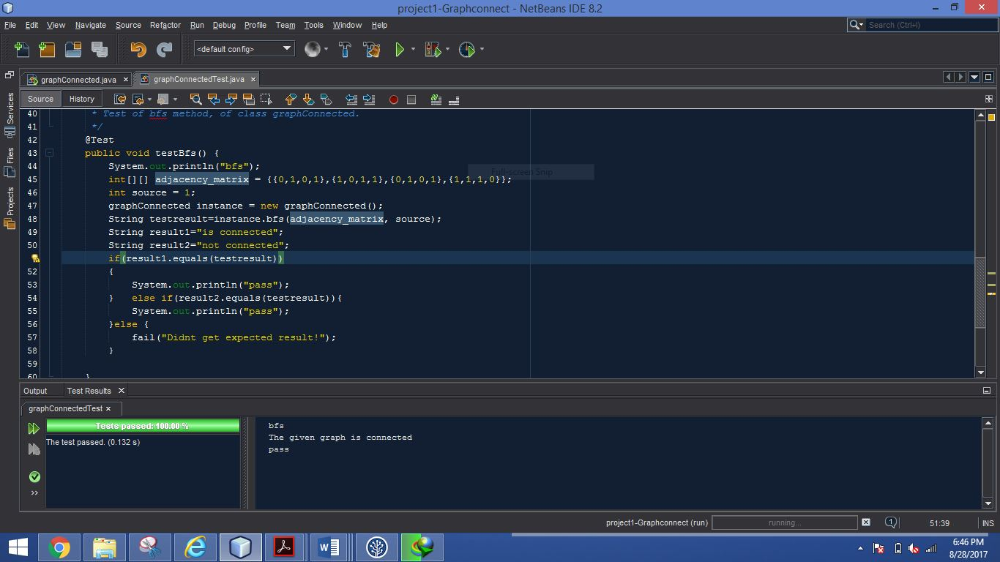 project1-Graphconnect - NetBeans IDE 8.2
File Edit View Navigate Source Refactor Run Debug Profile Team Tools Window Help
Search (Ctrl+I)
<default config>
graphConnected.java
graphConnectedTest.java
Source History
Services
Files
Projects
40 * Test of bfs method, of class graphConnected.
41 */
42 @Test
43 public void testBfs() {
44 System.out.println("bfs");
45 int[][] adjacency_matrix = {{0,1,0,1},{1,0,1,1},{0,1,0,1},{1,1,1,0}};
Full-screen Snip
46 int source = 1;
47 graphConnected instance = new graphConnected();
48 String testresult=instance.bfs(adjacency_matrix, source);
49 String result1="is connected";
50 String result2="not connected";
if(result1.equals(testresult))
52 {
53 System.out.println("pass");
54 } else if(result2.equals(testresult)){
55 System.out.println("pass");
56 }else {
57 fail("Didnt get expected result!");
58 }
59
60 }
Output Test Results
graphConnectedTest
Tests passed: 100.00 %
The test passed. (0.132 s)
bfs
The given graph is connected
pass
project1-Graphconnect (run) running... 1 51:39 INS
6:46 PM
8/28/2017